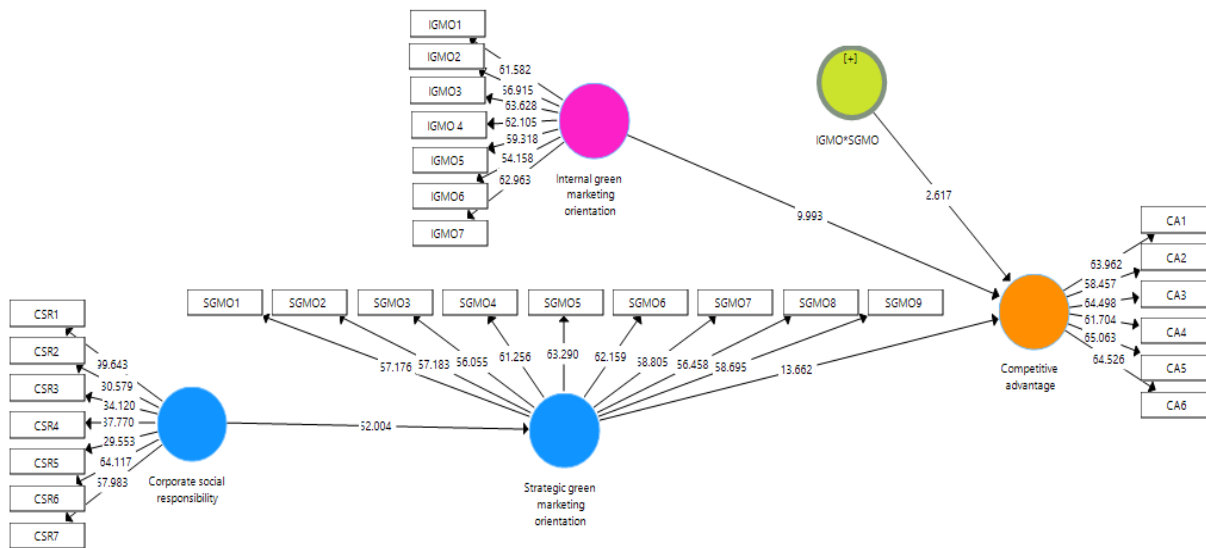 IGMO1
IGMO2
IGMO3
IGMO 4
IGMO5
IGMO6
IGMO7
61.582
56.915
63.628
62.105
59.318
54.158
62.963
Internal green
marketing
orientation
[+]
IGMO*SGMO
2.617
9.993
CA1
CA2
CA3
CA4
CA5
CA6
63.962
58.457
64.498
61.704
65.063
64.526
Competitive
advantage
SGMO1
SGMO2
SGMO3
SGMO4
SGMO5
SGMO6
SGMO7
SGMO8
SGMO9
57.176
57.183
56.055
61.256
63.290
62.159
58.805
56.458
58.695
13.662
CSR1
CSR2
CSR3
CSR4
CSR5
CSR6
CSR7
99.643
30.579
34.120
37.770
29.553
64.117
57.983
Corporate social
responsibility
52.004
Strategic green
marketing
orientation